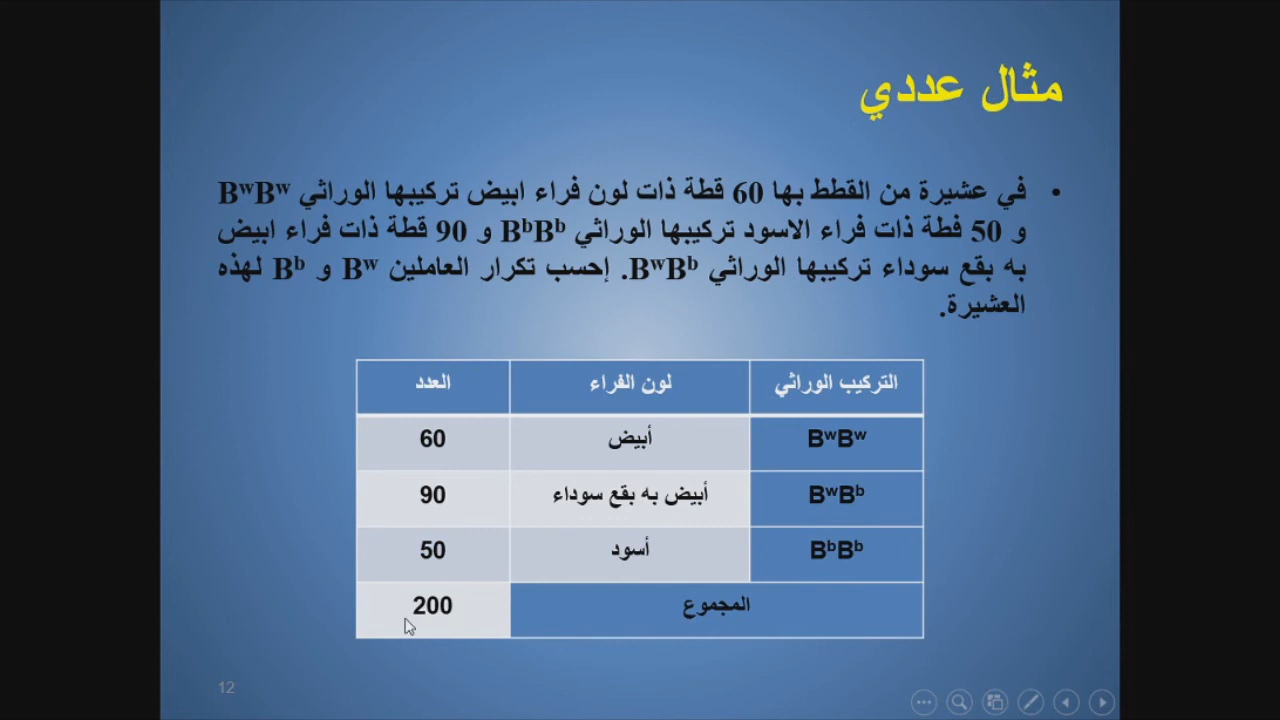 مثال عددي
• في عشيرة من القطط بها 60 قطة ذات لون فراء ابيض تركيبها الوراثي BʷBʷ
و 50 فطة ذات فراء الاسود تركيبها الوراثي BᵇBᵇ و 90 قطة ذات فراء ابيض
به بقع سوداء تركيبها الوراثي BʷBᵇ. إحسب تكرار العاملين Bʷ و Bᵇ لهذه
العشيرة.
التركيب الوراثي لون الفراء العدد
BʷBʷ أبيض 60
BʷBᵇ أبيض به بقع سوداء 90
BᵇBᵇ أسود 50
المجموع 200
12